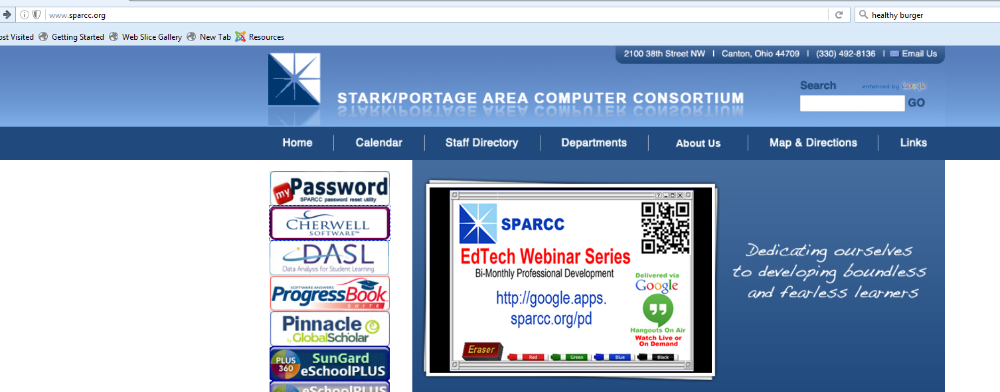 www.sparcc.org
healthy burger
ost Visited Getting Started Web Slice Gallery New Tab Resources
2100 38th Street NW | Canton, Ohio 44709 | (330) 492-8136 | Email Us
Search enhanced by Google
GO
STARK/PORTAGE AREA COMPUTER CONSORTIUM
Home Calendar Staff Directory Departments About Us Map & Directions Links
myPassword
SPARCC password reset utility
CHERWELL
SOFTWARE™
DASL
Data Analysis for Student Learning
SOFTWARE ANSWERS
ProgressBook
SUITE
Pinnacle
by GlobalScholar
PLUS 360
SunGard
eSchoolPLUS
eSchoolPLUS
SPARCC
EdTech Webinar Series
Bi-Monthly Professional Development
http://google.apps.
sparcc.org/pd
Delivered via
Google
Hangouts On Air
Watch Live or
On Demand
Eraser Red Green Blue Black
Dedicating ourselves
to developing boundless
and fearless learners